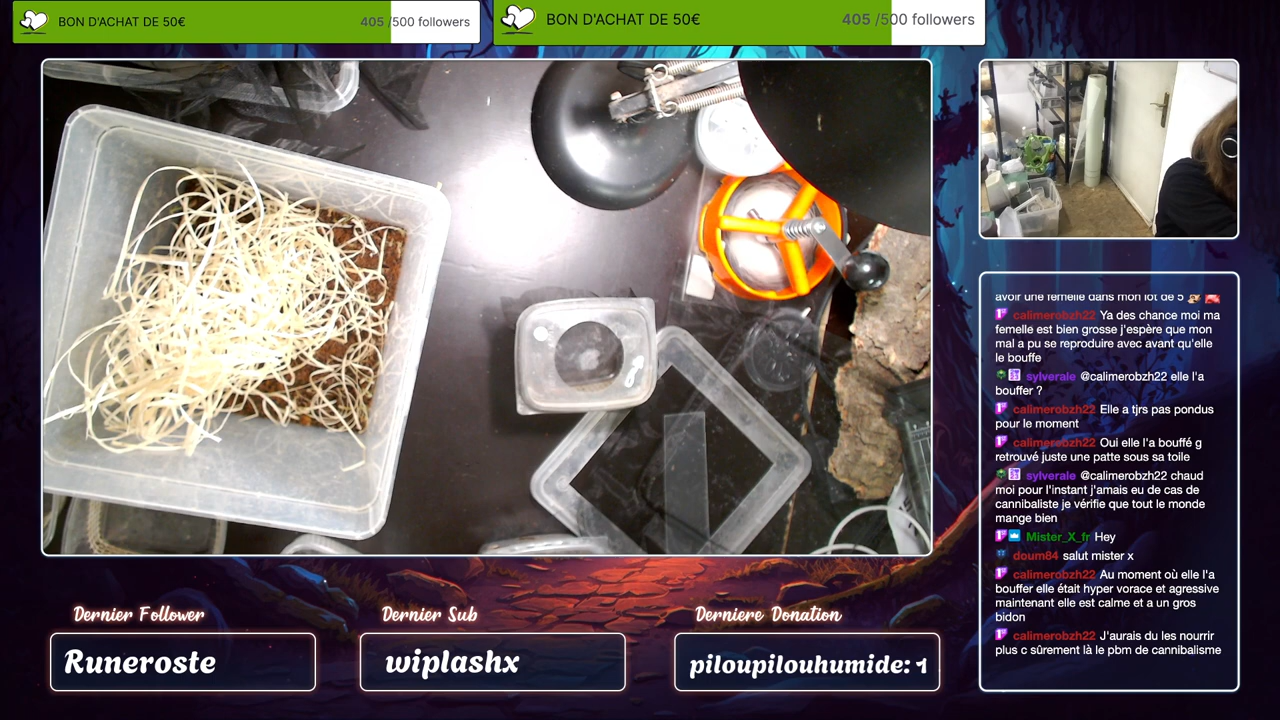 BON D'ACHAT DE 50€ 405 /500 followers
BON D'ACHAT DE 50€ 405 /500 followers
avoir une femelle dans mon lot de 5
calimerobzh22 Ya des chance moi ma
femelle est bien grosse j'espère que mon
mal a pu se reproduire avec avant qu'elle
le bouffe
sylverale @calimerobzh22 elle l'a
bouffer ?
calimerobzh22 Elle a tjrs pas pondus
pour le moment
calimerobzh22 Oui elle l'a bouffé g
retrouvé juste une patte sous sa toile
sylverale @calimerobzh22 chaud
moi pour l'instant j'amais eu de cas de
cannibaliste je vérifie que tout le monde
mange bien
Mister_X_fr Hey
doum84 salut mister x
calimerobzh22 Au moment où elle l'a
bouffer elle était hyper vorace et agressive
maintenant elle est calme et a un gros
bidon
calimerobzh22 J'aurais du les nourrir
plus c sûrement là le pbm de cannibalisme
Dernier Follower
Runeroste
Dernier Sub
wiplashx
Derniere Donation
piloupilouhumide: 1